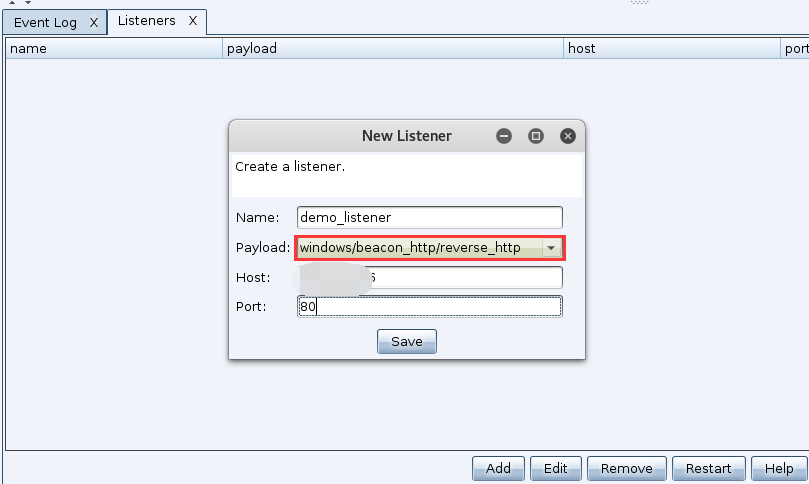 Event Log X Listeners X
name payload host port
New Listener
Create a listener.
Name: demo_listener
Payload: windows/beacon_http/reverse_http
Host: 6
Port: 80
Save
Add Edit Remove Restart Help